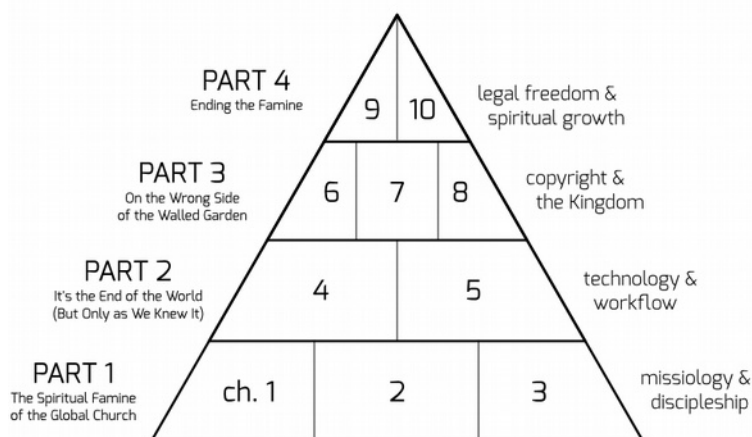 PART 4
Ending the Famine
9 10
legal freedom &
spiritual growth
PART 3
On the Wrong Side
of the Walled Garden
6 7 8
copyright &
the Kingdom
PART 2
It's the End of the World
(But Only as We Knew It)
4 5
technology &
workflow
PART 1
The Spiritual Famine
of the Global Church
ch. 1 2 3
missiology &
discipleship